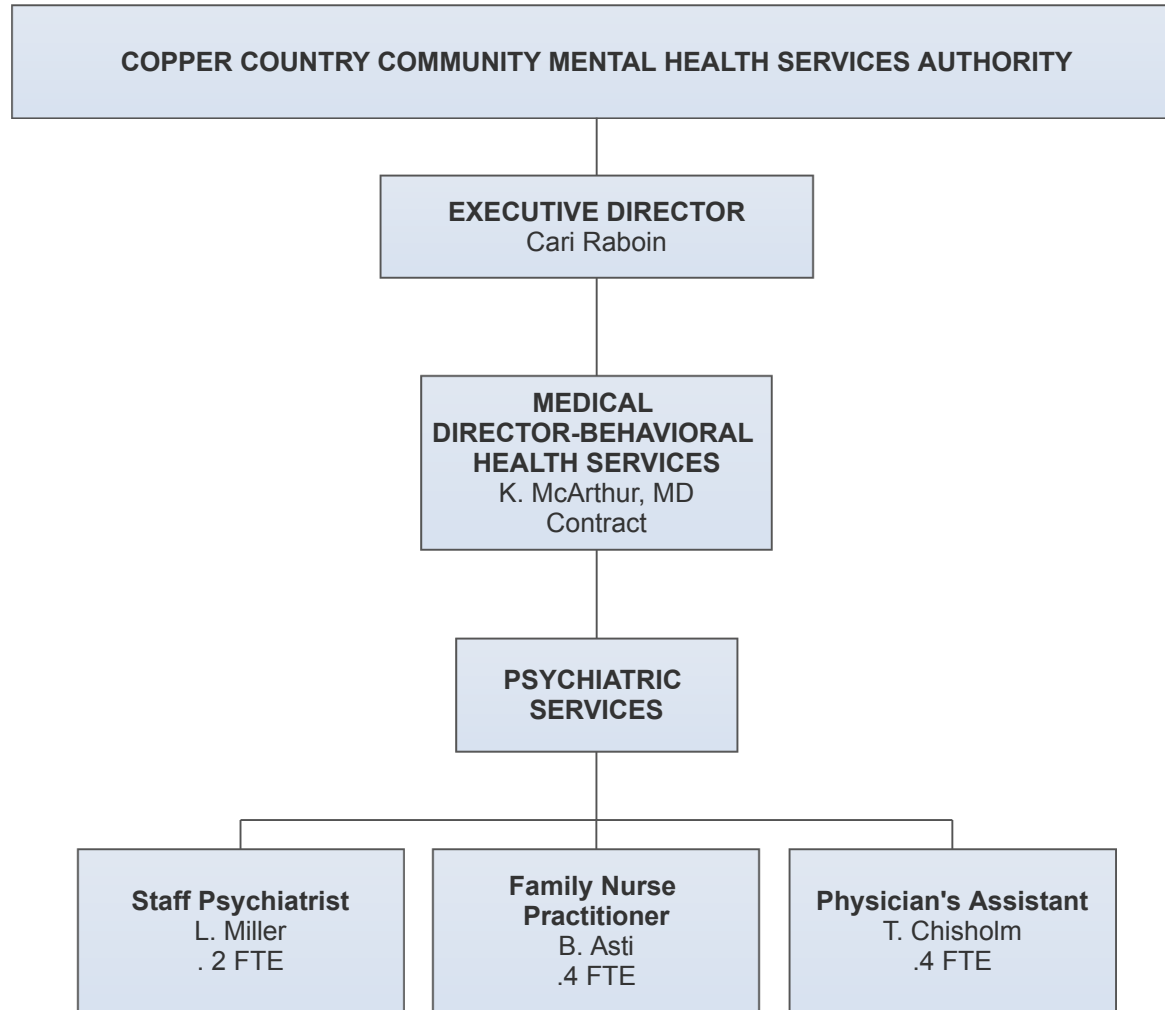 COPPER COUNTRY COMMUNITY MENTAL HEALTH SERVICES AUTHORITY
EXECUTIVE DIRECTOR
Cari Raboin
MEDICAL
DIRECTOR-BEHAVIORAL
HEALTH SERVICES
K. McArthur, MD
Contract
PSYCHIATRIC
SERVICES
Staff Psychiatrist
L. Miller
. 2 FTE
Family Nurse
Practitioner
B. Asti
.4 FTE
Physician's Assistant
T. Chisholm
.4 FTE